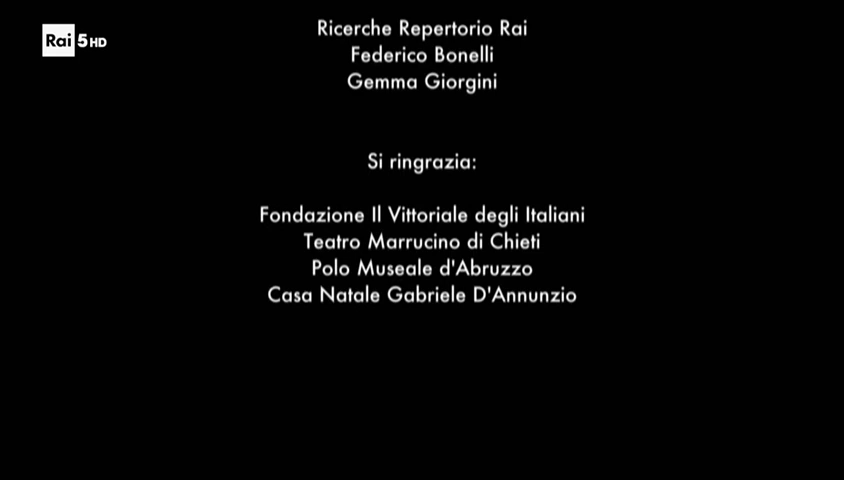 Rai 5 HD
Ricerche Repertorio Rai
Federico Bonelli
Gemma Giorgini
Si ringrazia:
Fondazione Il Vittoriale degli Italiani
Teatro Marrucino di Chieti
Polo Museale d'Abruzzo
Casa Natale Gabriele D'Annunzio